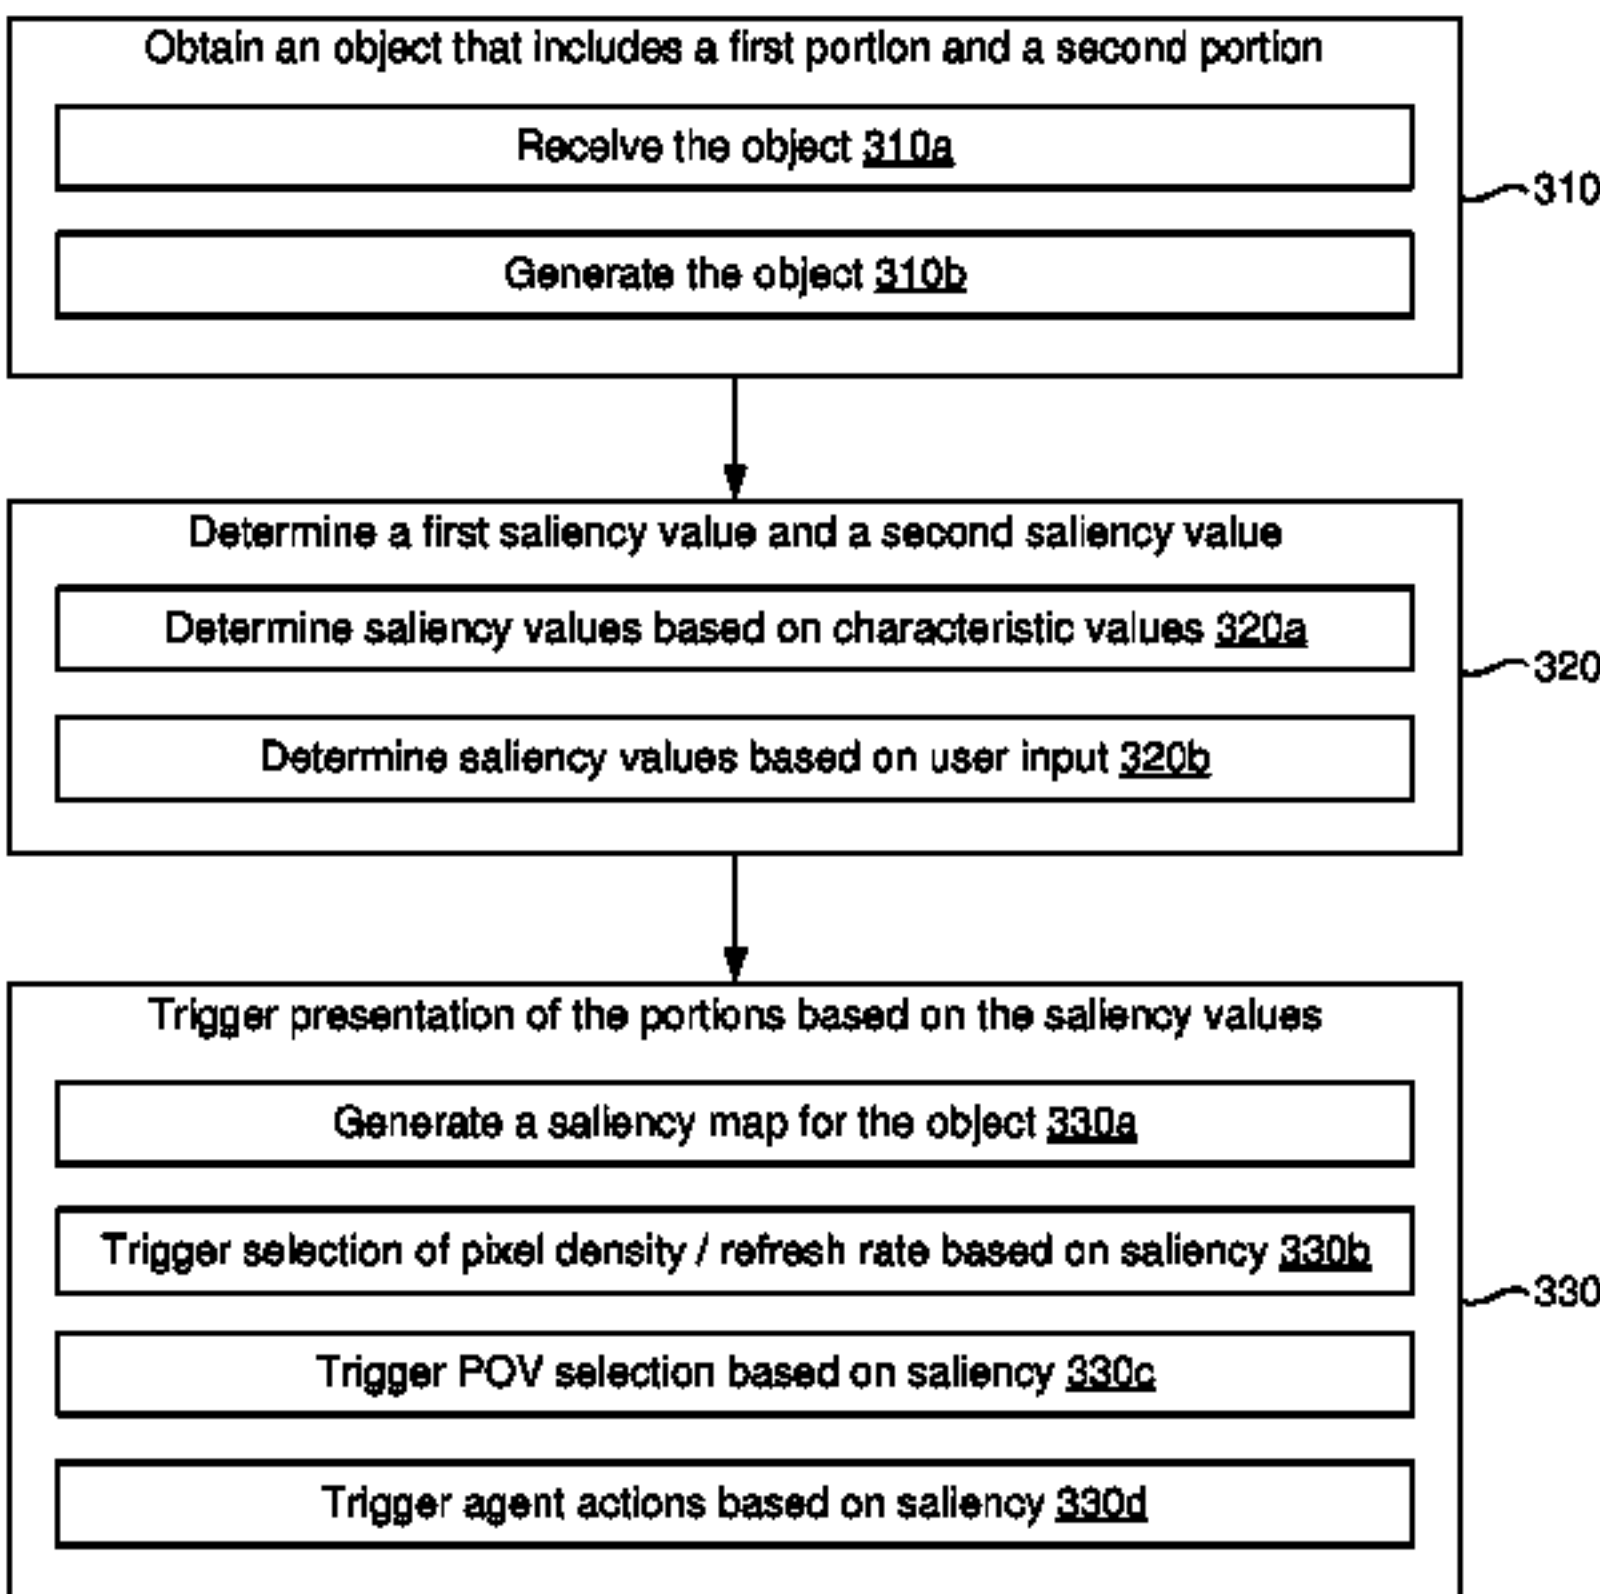 Obtain an object that includes a first portion and a second portion
Receive the object 310a
310
Generate the object 310b
Determine a first saliency value and a second saliency value
Determine saliency values based on characteristic values 320a
320
Determine saliency values based on user input 320b
Trigger presentation of the portions based on the saliency values
Generate a saliency map for the object 330a
Trigger selection of pixel density / refresh rate based on saliency 330b
330
Trigger POV selection based on saliency 330c
Trigger agent actions based on saliency 330d